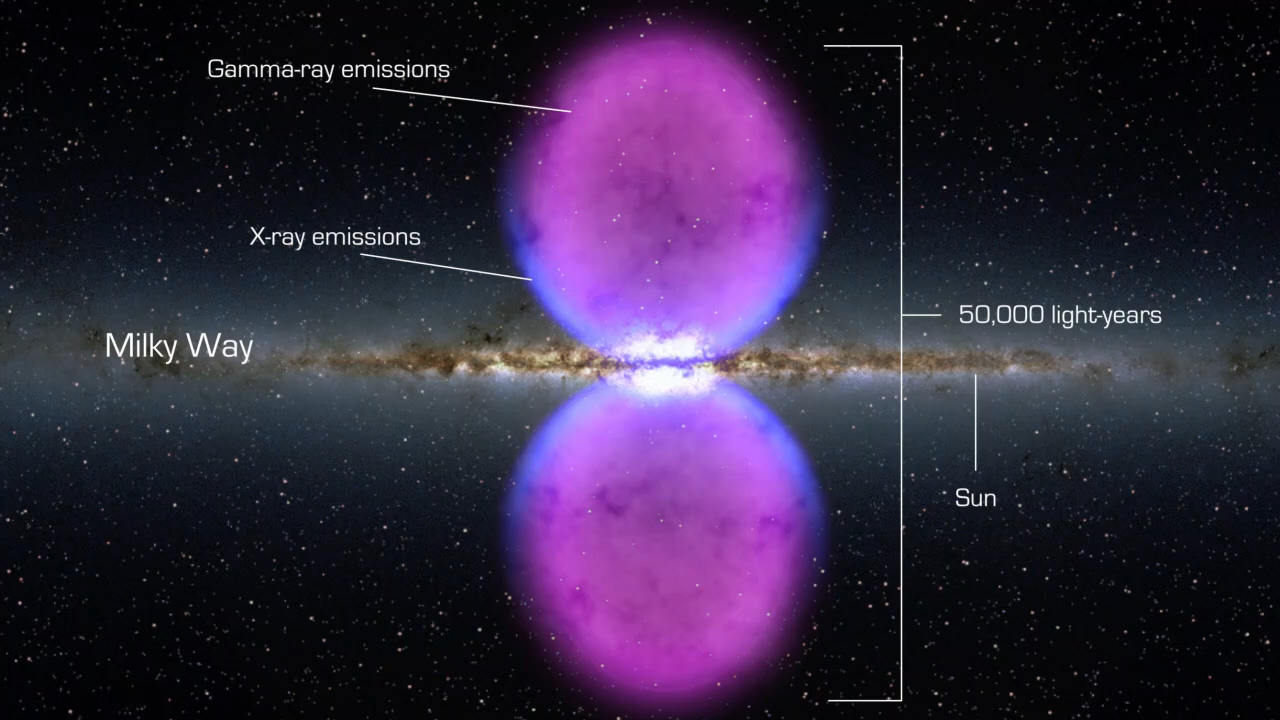 Gamma-ray emissions
X-ray emissions
Milky Way
50,000 light-years
Sun